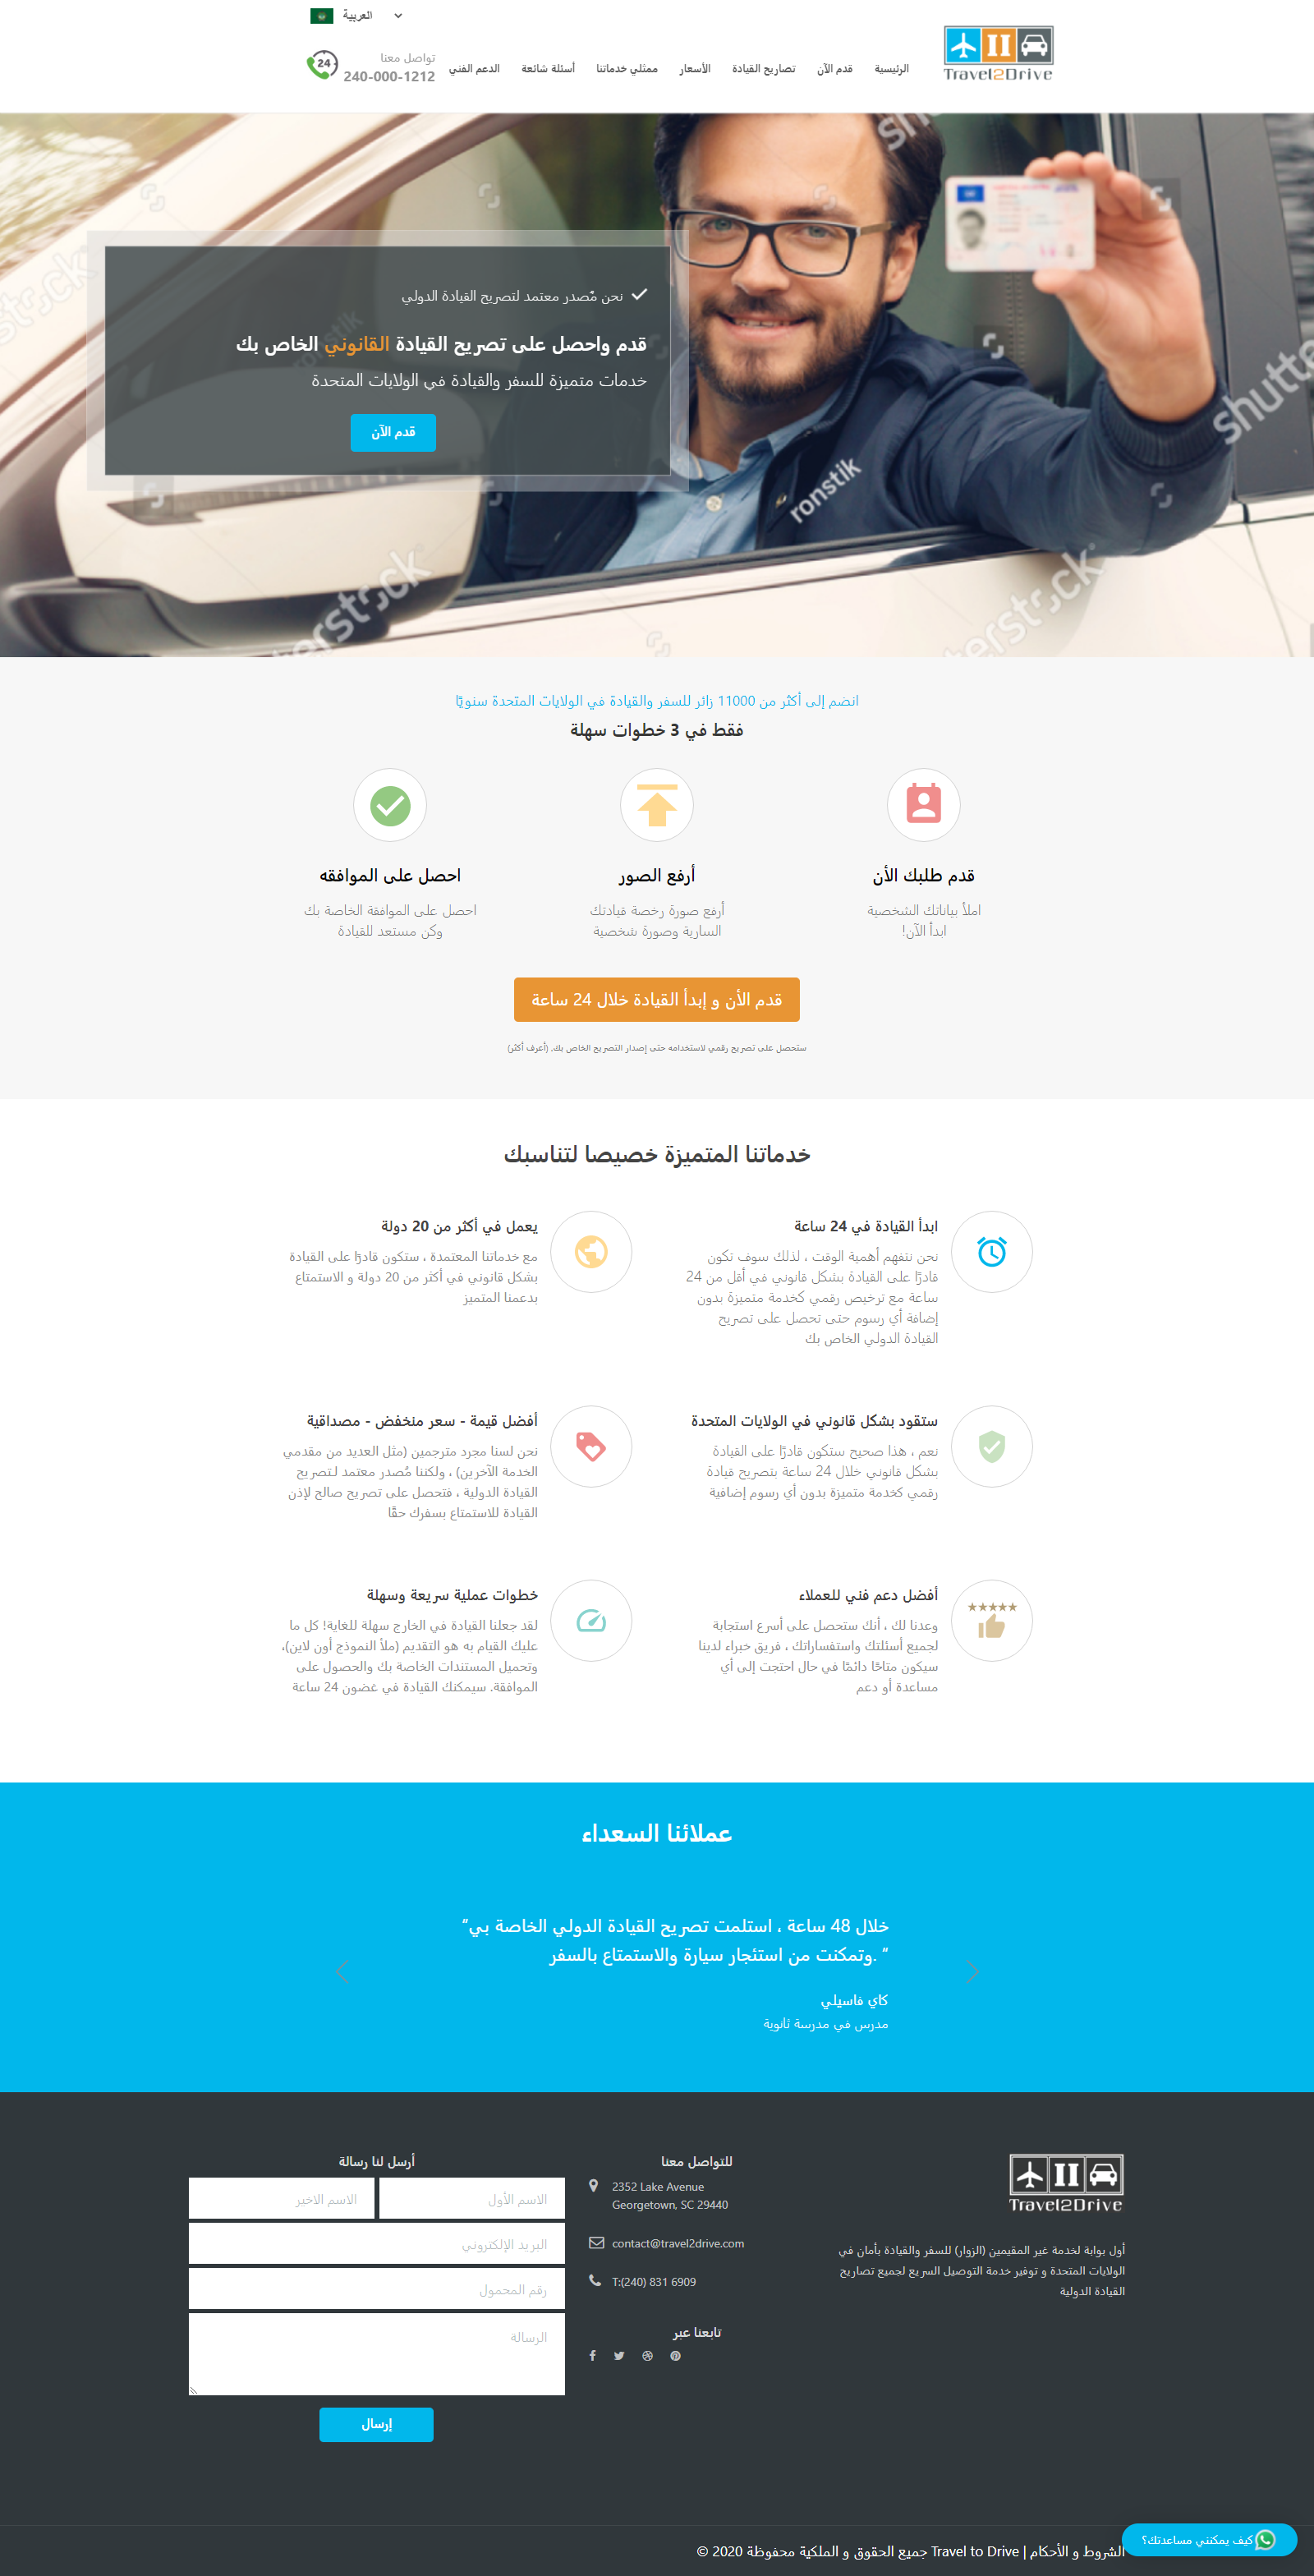 العربية
Travel2Drive
الرئيسية
قدم الآن
تصاريح القيادة
الأسعار
ممثلي خدماتنا
أسئلة شائعة
الدعم الفني
تواصل معنا
240-000-1212
24
نحن مٌصدر معتمد لتصريح القيادة الدولي
قدم واحصل على تصريح القيادة القانوني الخاص بك
خدمات متميزة للسفر والقيادة في الولايات المتحدة
قدم الآن
shutterstock
ronstik
انضم إلى أكثر من 11000 زائر للسفر والقيادة في الولايات المتحدة سنويًا
فقط في 3 خطوات سهلة
قدم طلبك الأن
املأ بياناتك الشخصية
ابدأ الآن!
أرفع الصور
أرفع صورة رخصة قيادتك
السارية وصورة شخصية
احصل على الموافقه
احصل على الموافقة الخاصة بك
وكن مستعد للقيادة
قدم الأن و إبدأ القيادة خلال 24 ساعة
ستحصل على تصريح رقمي لاستخدامه حتى إصدار التصريح الخاص بك. (أعرف أكثر)
خدماتنا المتميزة خصيصا لتناسبك
ابدأ القيادة في 24 ساعة
نحن نتفهم أهمية الوقت ، لذلك سوف تكون
قادرًا على القيادة بشكل قانوني في أقل من 24
ساعة مع ترخيص رقمي كخدمة متميزة بدون
إضافة أي رسوم حتى تحصل على تصريح
القيادة الدولي الخاص بك
يعمل في أكثر من 20 دولة
مع خدماتنا المعتمدة ، ستكون قادرًا على القيادة
بشكل قانوني في أكثر من 20 دولة و الاستمتاع
بدعمنا المتميز
ستقود بشكل قانوني في الولايات المتحدة
نعم ، هذا صحيح ستكون قادرًا على القيادة
بشكل قانوني خلال 24 ساعة بتصريح قيادة
رقمي كخدمة متميزة بدون أي رسوم إضافية
أفضل قيمة - سعر منخفض - مصداقية
نحن لسنا مجرد مترجمين (مثل العديد من مقدمي
الخدمة الآخرين) ، ولكننا مُصدر معتمد لـتصريح
القيادة الدولية ، فتحصل على تصريح صالح لإذن
القيادة للاستمتاع بسفرك حقًا
أفضل دعم فني للعملاء
وعدنا لك ، أنك ستحصل على أسرع استجابة
لجميع أسئلتك واستفساراتك ، فريق خبراء لدينا
سيكون متاحًا دائمًا في حال احتجت إلى أي
مساعدة أو دعم
خطوات عملية سريعة وسهلة
لقد جعلنا القيادة في الخارج سهلة للغاية! كل ما
عليك القيام به هو التقديم (ملأ النموذج أون لاين)،
وتحميل المستندات الخاصة بك والحصول على
الموافقة. سيمكنك القيادة في غضون 24 ساعة
عملائنا السعداء
خلال 48 ساعة ، استلمت تصريح القيادة الدولي الخاصة بي“
” .وتمكنت من استئجار سيارة والاستمتاع بالسفر
كاي فاسيلي
مدرس في مدرسة ثانوية
Travel2Drive
أول بوابة لخدمة غير المقيمين (الزوار) للسفر والقيادة بأمان في
الولايات المتحدة و توفير خدمة التوصيل السريع لجميع تصاريح
القيادة الدولية
للتواصل معنا
2352 Lake Avenue
Georgetown, SC 29440
contact@travel2drive.com
T:(240) 831 6909
تابعنا عبر
أرسل لنا رسالة
الاسم الأول
الاسم الاخير
البريد الإلكتروني
رقم المحمول
الرسالة
إرسال
الشروط و الأحكام | Travel to Drive جميع الحقوق و الملكية محفوظة 2020 ©
كيف يمكنني مساعدتك؟